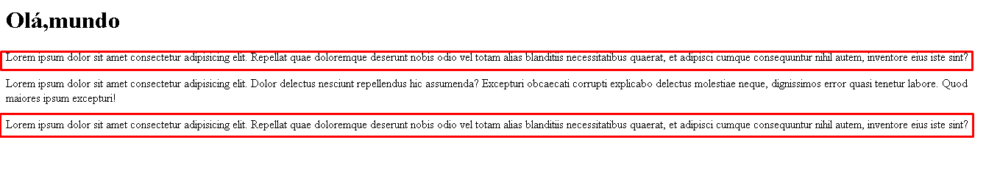 Olá,mundo
Lorem ipsum dolor sit amet consectetur adipisicing elit. Repellat quae doloremque deserunt nobis odio vel totam alias blanditiis necessitatibus quaerat, et adipisci cumque consequuntur nihil autem, inventore eius iste sint?
Lorem ipsum dolor sit amet consectetur adipisicing elit. Dolor delectus nesciunt repellendus hic assumenda? Excepturi obcaecati corrupti explicabo delectus molestiae neque, dignissimos error quasi tenetur labore. Quod
maiores ipsum excepturi!
Lorem ipsum dolor sit amet consectetur adipisicing elit. Repellat quae doloremque deserunt nobis odio vel totam alias blanditiis necessitatibus quaerat, et adipisci cumque consequuntur nihil autem, inventore eius iste sint?